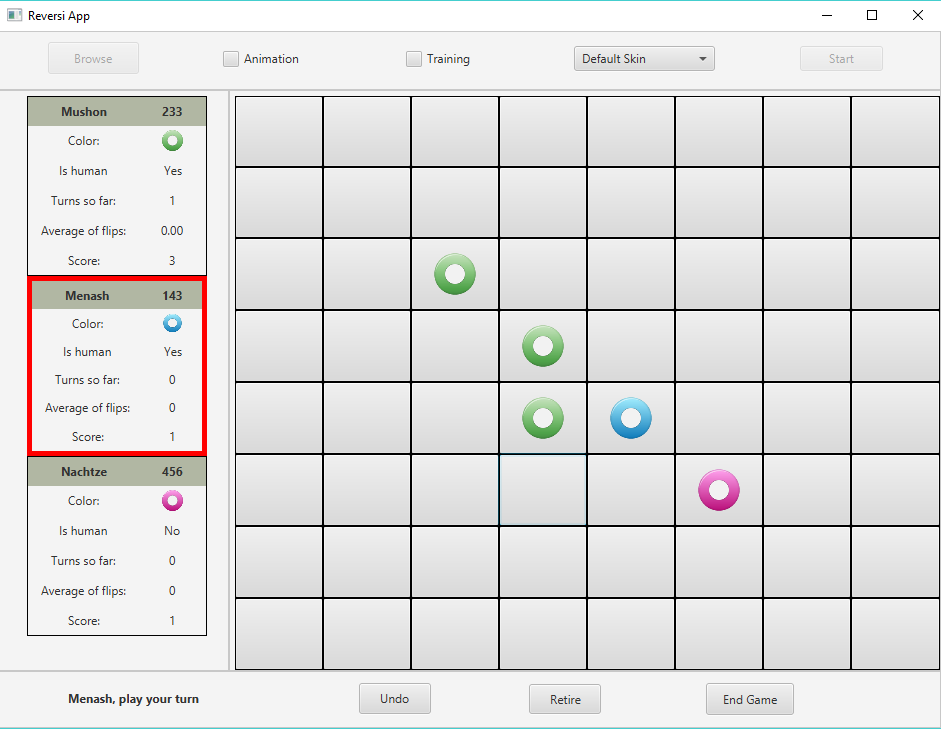 Reversi App
Browse Animation Training Default Skin Start
Mushon 233
Color:
Is human Yes
Turns so far: 1
Average of flips: 0.00
Score: 3
Menash 143
Color:
Is human Yes
Turns so far: 0
Average of flips: 0
Score: 1
Nachtze 456
Color:
Is human No
Turns so far: 0
Average of flips: 0
Score: 1
Menash, play your turn Undo Retire End Game